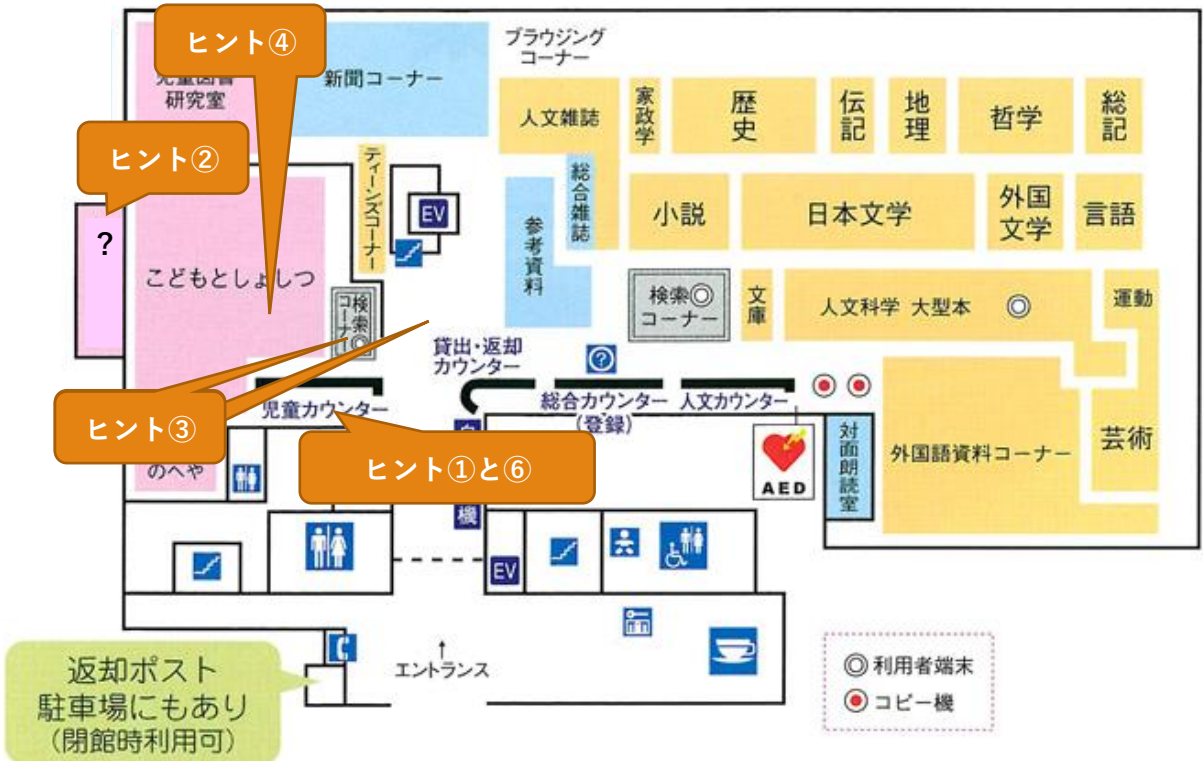 ヒント④
研究室
新聞コーナー
ブラウジング
コーナー
人文雑誌
家政学
歴史
伝記
地理
哲学
総記
ヒント②
ティーンズコーナー
EV
総合雑誌
参考資料
小説
日本文学
外国
文学
言語
?
こどもとしょしつ
検索
コーナー
検索
コーナー
文庫
人文科学 大型本
運動
貸出・返却
カウンター
?
児童カウンター
総合カウンター
(登録)
人文カウンター
ヒント③
ヒント①と⑥
のへや
機
AED
対面朗読室
外国語資料コーナー
芸術
EV
↑
エントランス
返却ポスト
駐車場にもあり
(閉館時利用可)
利用者端末
コピー機